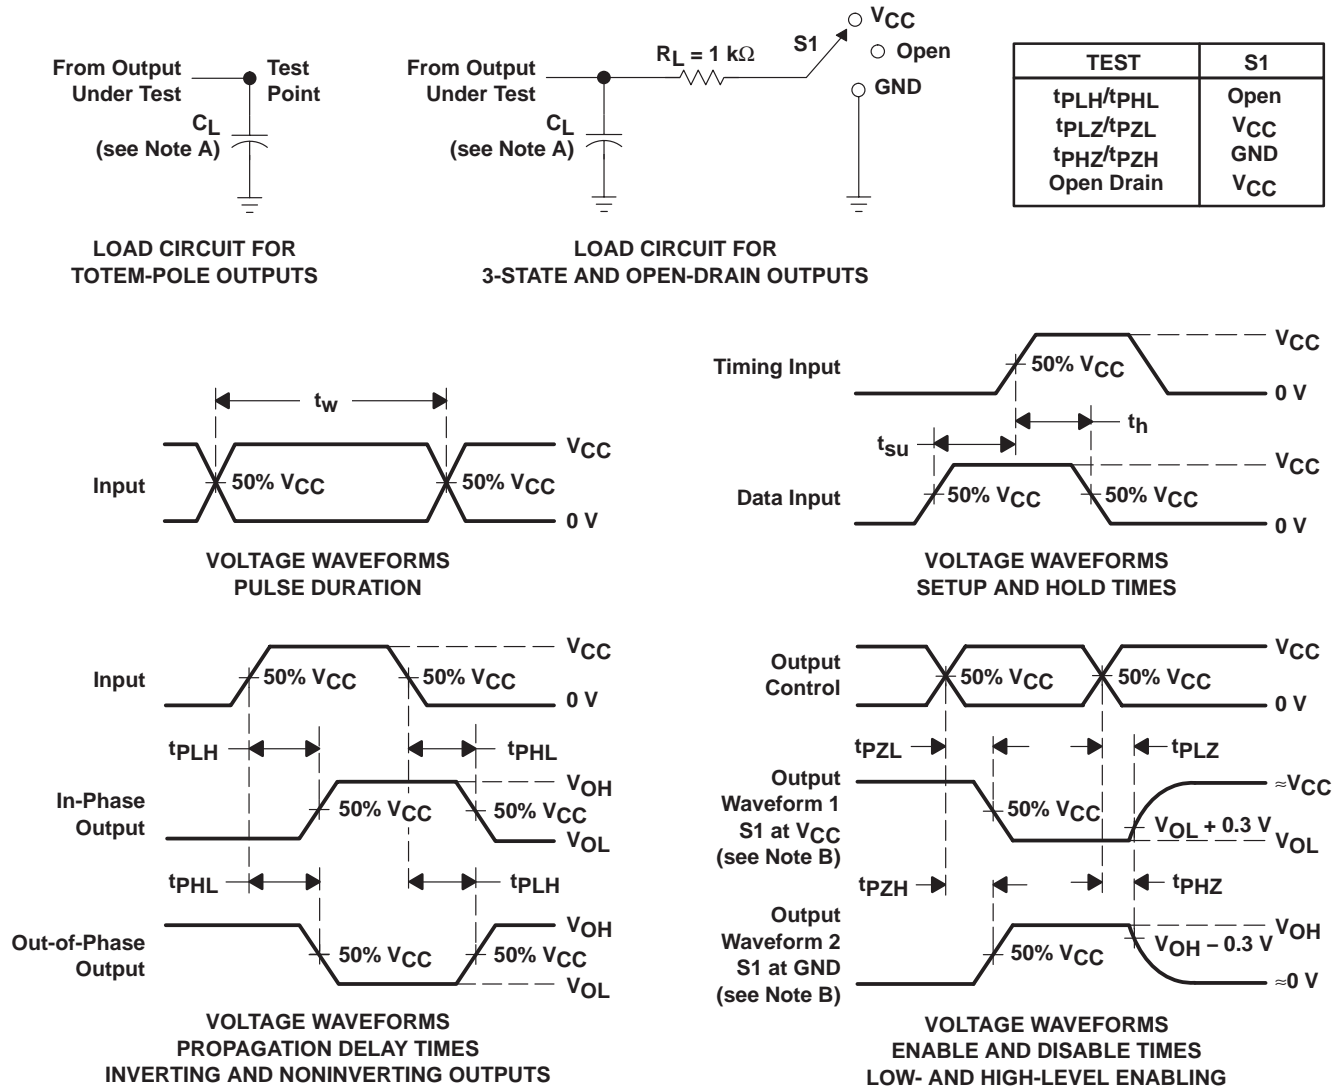 From Output
Under Test
Test
Point
CL
(see Note A)
LOAD CIRCUIT FOR
TOTEM-POLE OUTPUTS
From Output
Under Test
CL
(see Note A)
RL = 1 kΩ
S1
VCC
Open
GND
LOAD CIRCUIT FOR
3-STATE AND OPEN-DRAIN OUTPUTS
TEST S1
tPLH/tPHL Open
tPLZ/tPZL VCC
tPHZ/tPZH GND
Open Drain VCC
tw
Input
50% VCC
50% VCC
VCC
0 V
VOLTAGE WAVEFORMS
PULSE DURATION
Timing Input
50% VCC
VCC
0 V
tsu
th
Data Input
50% VCC
50% VCC
VCC
0 V
VOLTAGE WAVEFORMS
SETUP AND HOLD TIMES
Input
50% VCC
50% VCC
VCC
0 V
tPLH
tPHL
In-Phase
Output
50% VCC
50% VCC
VOH
VOL
tPHL
tPLH
Out-of-Phase
Output
50% VCC
50% VCC
VOH
VOL
VOLTAGE WAVEFORMS
PROPAGATION DELAY TIMES
INVERTING AND NONINVERTING OUTPUTS
Output
Control
50% VCC
50% VCC
VCC
0 V
tPZL
tPLZ
Output
Waveform 1
S1 at VCC
(see Note B)
50% VCC
≈VCC
VOL + 0.3 V
VOL
tPZH
tPHZ
Output
Waveform 2
S1 at GND
(see Note B)
50% VCC
VOH
VOH – 0.3 V
≈0 V
VOLTAGE WAVEFORMS
ENABLE AND DISABLE TIMES
LOW- AND HIGH-LEVEL ENABLING